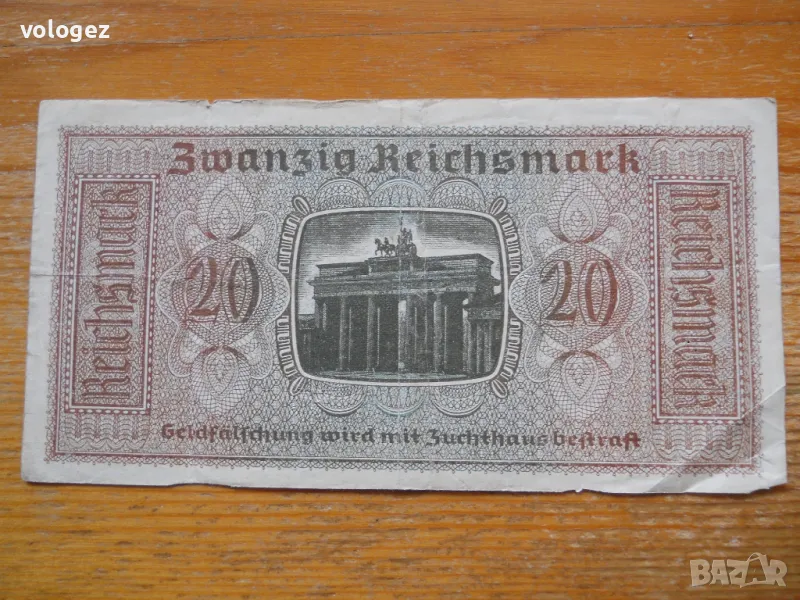 vologez
Zwanzig Reichsmark
Reichsmark
20
20
Reichsmark
Geldfälschung wird mit Zuchthaus bestraft
BAZAR